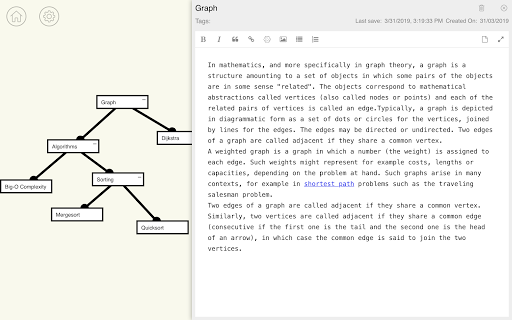 Graph
Tags:
Last save: 3/31/2019, 3:19:33 PM Created On: 31/03/2019
B I
In mathematics, and more specifically in graph theory, a graph is a
structure amounting to a set of objects in which some pairs of the objects
are in some sense "related". The objects correspond to mathematical
abstractions called vertices (also called nodes or points) and each of the
related pairs of vertices is called an edge.Typically, a graph is depicted
in diagrammatic form as a set of dots or circles for the vertices, joined
by lines for the edges. The edges may be directed or undirected. Two edges
of a graph are called adjacent if they share a common vertex.
A weighted graph is a graph in which a number (the weight) is assigned to
each edge. Such weights might represent for example costs, lengths or
capacities, depending on the problem at hand. Such graphs arise in many
contexts, for example in shortest path problems such as the traveling
salesman problem.
Two edges of a graph are called adjacent if they share a common vertex.
Similarly, two vertices are called adjacent if they share a common edge
(consecutive if the first one is the tail and the second one is the head
of an arrow), in which case the common edge is said to join the two
vertices.
Graph
Dijkstra
Algorithms
Big-O Complexity
Sorting
Mergesort
Quicksort